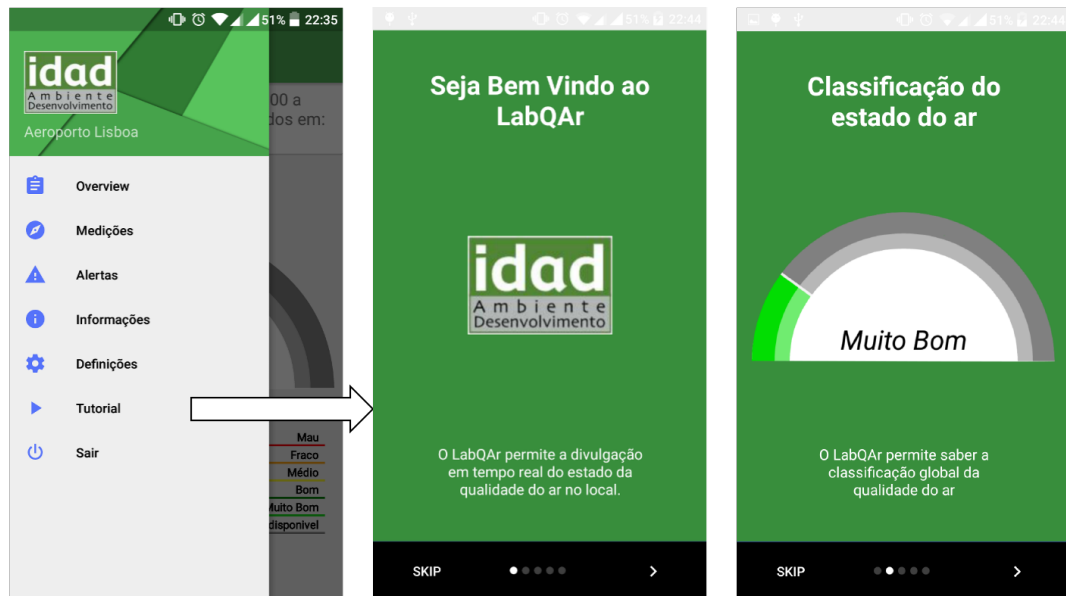 51% 22:35
idad
Ambiente
Desenvolvimento
Aeroporto Lisboa
00 a
dos em:
Overview
Medições
Alertas
Informações
Definições
Tutorial
Sair
Mau
Fraco
Médio
Bom
Muito Bom
disponivel
51% 22:44
Seja Bem Vindo ao
LabQAr
idad
Ambiente
Desenvolvimento
O LabQAr permite a divulgação
em tempo real do estado da
qualidade do ar no local.
SKIP
51% 22:44
Classificação do
estado do ar
Muito Bom
O LabQAr permite saber a
classificação global da
qualidade do ar
SKIP